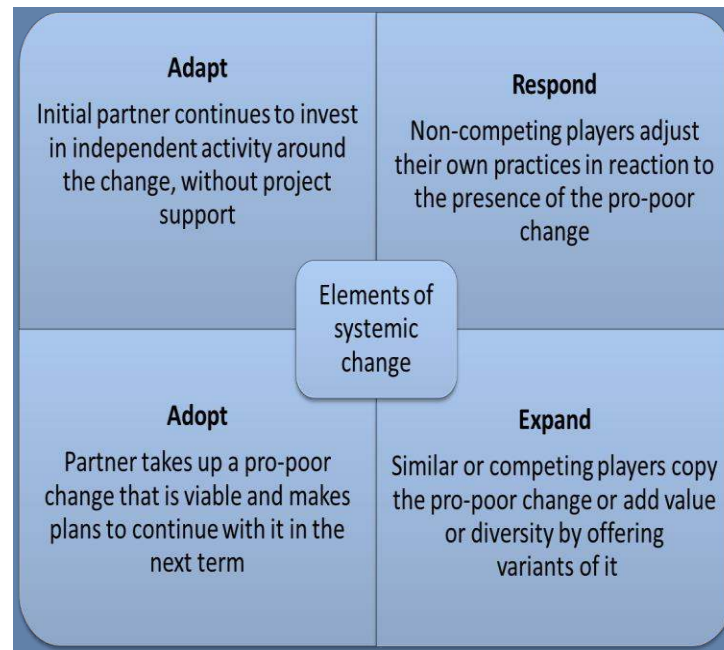 Adapt
Initial partner continues to invest
in independent activity around
the change, without project
support
Respond
Non-competing players adjust
their own practices in reaction to
the presence of the pro-poor
change
Elements of
systemic
change
Adopt
Partner takes up a pro-poor
change that is viable and makes
plans to continue with it in the
next term
Expand
Similar or competing players copy
the pro-poor change or add value
or diversity by offering
variants of it